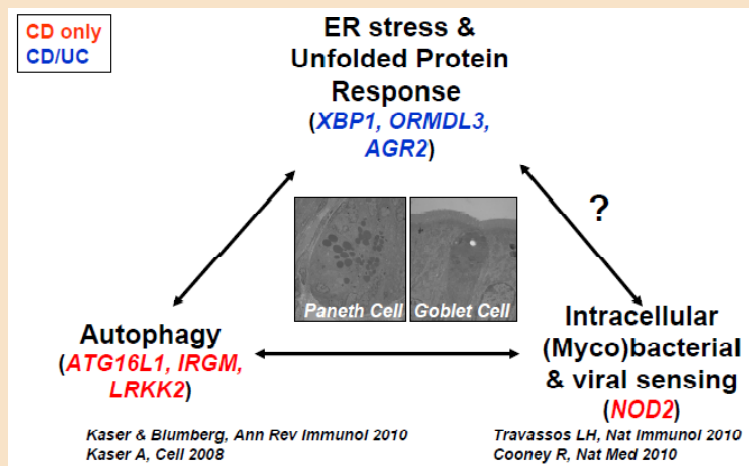 CD only
CD/UC
ER stress &
Unfolded Protein
Response
(XBP1, ORMDL3,
AGR2)
?
Paneth Cell
Goblet Cell
Autophagy
(ATG16L1, IRGM,
LRKK2)
Intracellular
(Myco)bacterial
& viral sensing
(NOD2)
Kaser & Blumberg, Ann Rev Immunol 2010
Kaser A, Cell 2008
Travassos LH, Nat Immunol 2010
Cooney R, Nat Med 2010